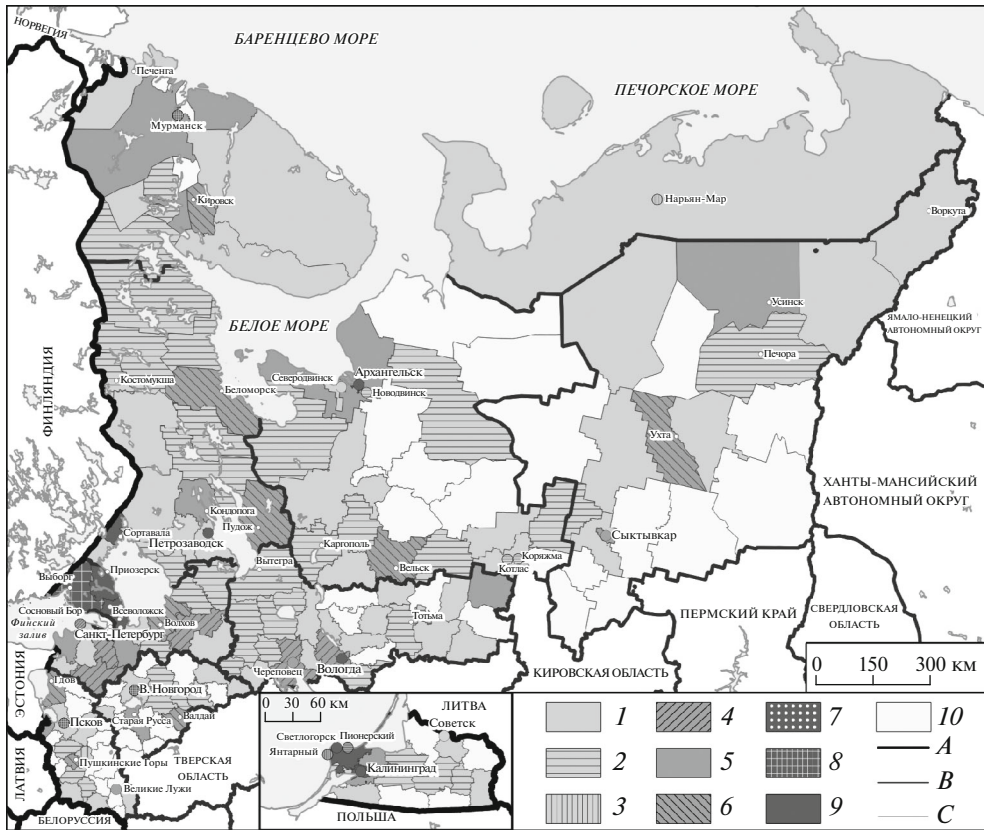 НОРВЕГИЯ
БАРЕНЦЕВО МОРЕ
Печенга
ПЕЧОРСКОЕ МОРЕ
Мурманск
Кировск
Нарьян-Мар
Воркута
Усинск
ЯМАЛО-НЕНЕЦКИЙ
АВТОНОМНЫЙ ОКРУГ
БЕЛОЕ МОРЕ
Печора
ФИНЛЯНДИЯ
Костомукша
Беломорск
Северодвинск
Архангельск
Новодвинск
Ухта
ХАНТЫ-МАНСИЙСКИЙ
АВТОНОМНЫЙ ОКРУГ
Кондопога
Пудож
Сортавала
Петрозаводск
Каргополь
Сыктывкар
Вытегра
Вельск
Коряжма
Котлас
Выборг
Приозерск
Сосновый Бор
Всеволожск
Финский
залив
Санкт-Петербург
Волхов
Тотьма
ПЕРМСКИЙ КРАЙ
СВЕРДЛОВСКАЯ
ОБЛАСТЬ
КИРОВСКАЯ ОБЛАСТЬ
0 150 300 км
ЭСТОНИЯ
Гдов
Череповец
Вологда
В. Новгород
Псков
Старая Русса
Валдай
Пушкинские Горы
ТВЕРСКАЯ
ОБЛАСТЬ
ЛАТВИЯ
Великие Лужи
БЕЛОРУССИЯ
0 30 60 км
ЛИТВА
Советск
Светлогорск
Пионерский
Янтарный
Калининград
ПОЛЬША
1
2
3
4
5
6
7
8
9
10
A
B
C